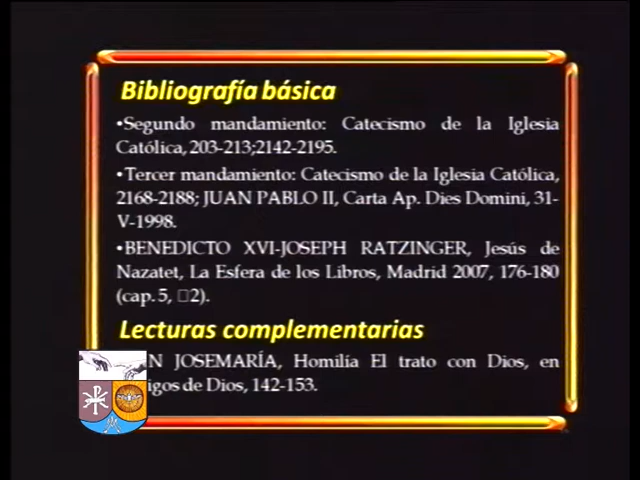 Bibliografía básica
•Segundo mandamiento: Catecismo de la Iglesia
Católica, 203-213;2142-2195.
•Tercer mandamiento: Catecismo de la Iglesia Católica,
2168-2188; JUAN PABLO II, Carta Ap. Dies Domini, 31-
V-1998.
•BENEDICTO XVI-JOSEPH RATZINGER, Jesús de
Nazatet, La Esfera de los Libros, Madrid 2007, 176-180
(cap. 5, □2).
Lecturas complementarias
N JOSEMARÍA, Homilía El trato con Dios, en
igos de Dios, 142-153.